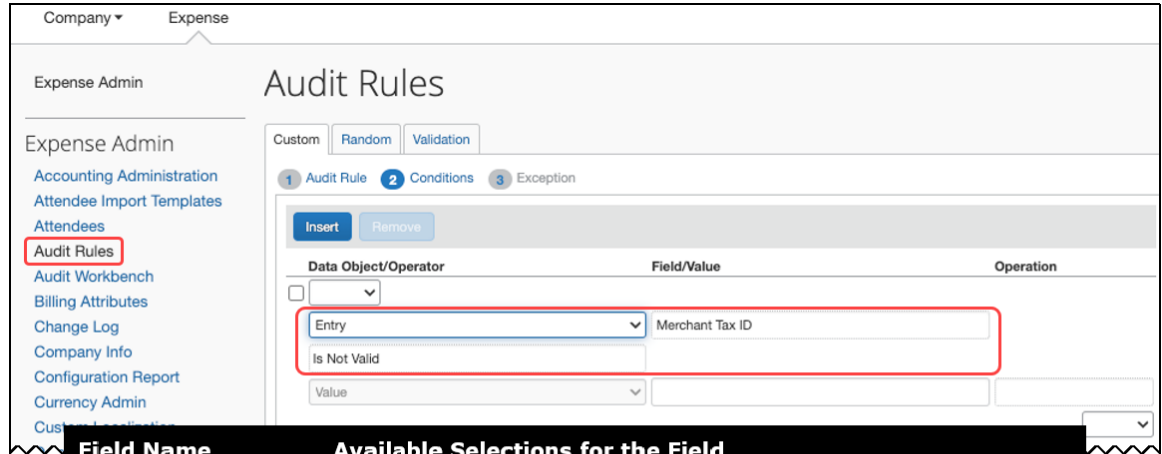 Company Expense
Expense Admin
Audit Rules
Expense Admin
Accounting Administration
Attendee Import Templates
Attendees
Audit Rules
Audit Workbench
Billing Attributes
Change Log
Company Info
Configuration Report
Currency Admin
Custom Localization
Custom Random Validation
1 Audit Rule 2 Conditions 3 Exception
Insert Remove
Data Object/Operator Field/Value Operation
Entry Merchant Tax ID
Is Not Valid
Value
Field Name Available Selections for the Field